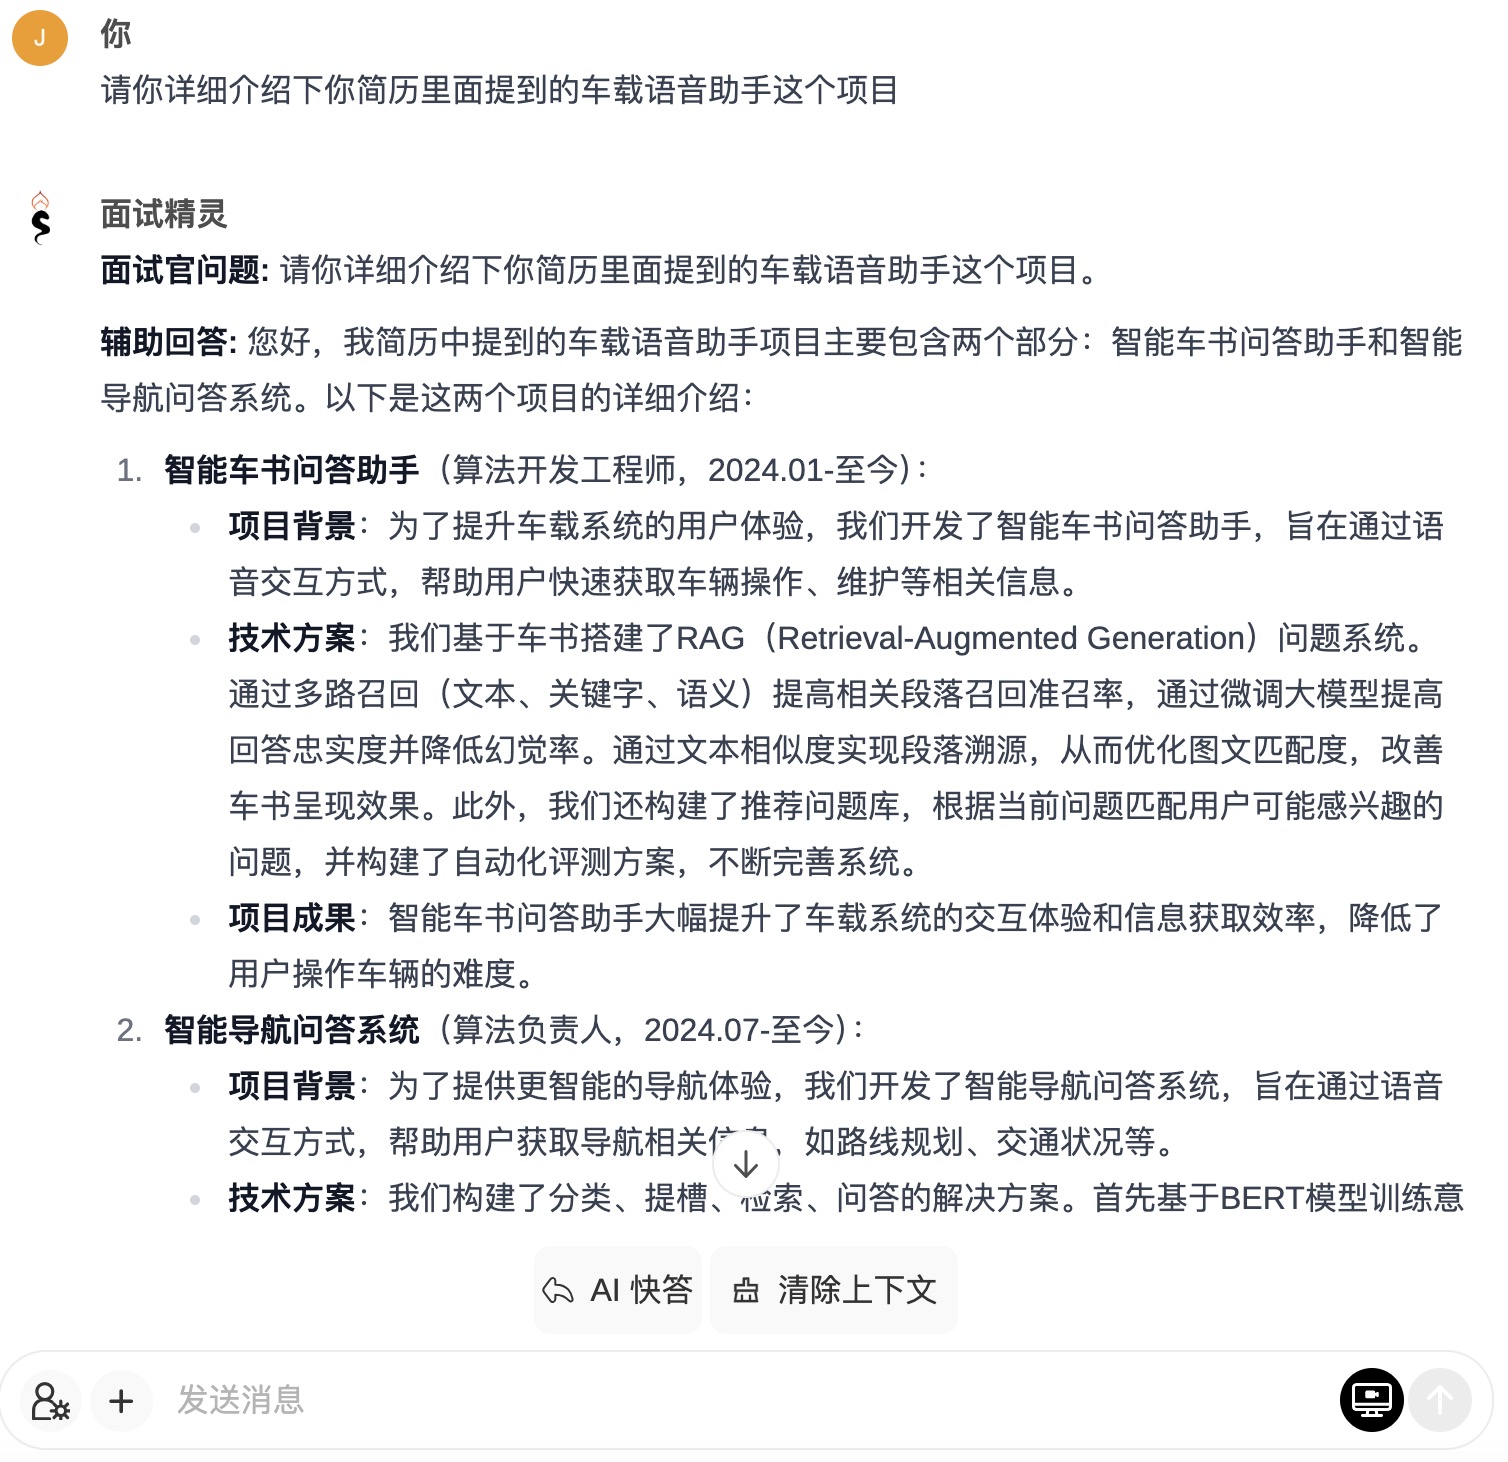 J
你
请你详细介绍下你简历里面提到的车载语音助手这个项目
面试精灵
面试官问题: 请你详细介绍下你简历里面提到的车载语音助手这个项目。
辅助回答: 您好，我简历中提到的车载语音助手项目主要包含两个部分：智能车书问答助手和智能
导航问答系统。以下是这两个项目的详细介绍：
1. 智能车书问答助手（算法开发工程师，2024.01-至今）：
项目背景：为了提升车载系统的用户体验，我们开发了智能车书问答助手，旨在通过语
音交互方式，帮助用户快速获取车辆操作、维护等相关信息。
技术方案：我们基于车书搭建了RAG（Retrieval-Augmented Generation）问题系统。
通过多路召回（文本、关键字、语义）提高相关段落召回准召率，通过微调大模型提高
回答忠实度并降低幻觉率。通过文本相似度实现段落溯源，从而优化图文匹配度，改善
车书呈现效果。此外，我们还构建了推荐问题库，根据当前问题匹配用户可能感兴趣的
问题，并构建了自动化评测方案，不断完善系统。
项目成果：智能车书问答助手大幅提升了车载系统的交互体验和信息获取效率，降低了
用户操作车辆的难度。
2. 智能导航问答系统（算法负责人，2024.07-至今）：
项目背景：为了提供更智能的导航体验，我们开发了智能导航问答系统，旨在通过语音
交互方式，帮助用户获取导航相关信息，如路线规划、交通状况等。
技术方案：我们构建了分类、提槽、检索、问答的解决方案。首先基于BERT模型训练意
AI 快答
清除上下文
发送消息